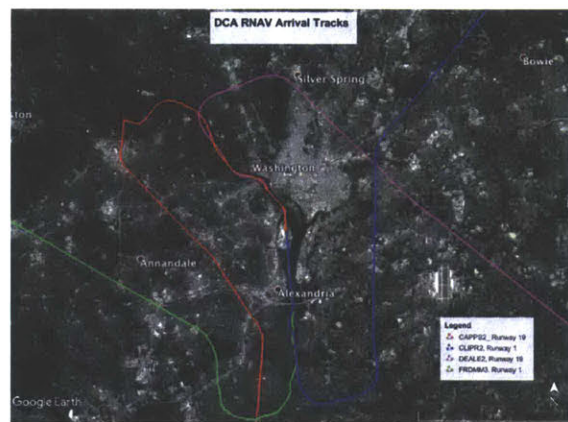 DCA RNAV Arrival Tracks
Silver Spring
Bowie
Washington
Annandale
Alexandria
Legend
CAPPS2_ Runway 19
CLIPR2, Runway 1
DEALE2, Runway 19
FRDMM3, Runway 1
Google Earth